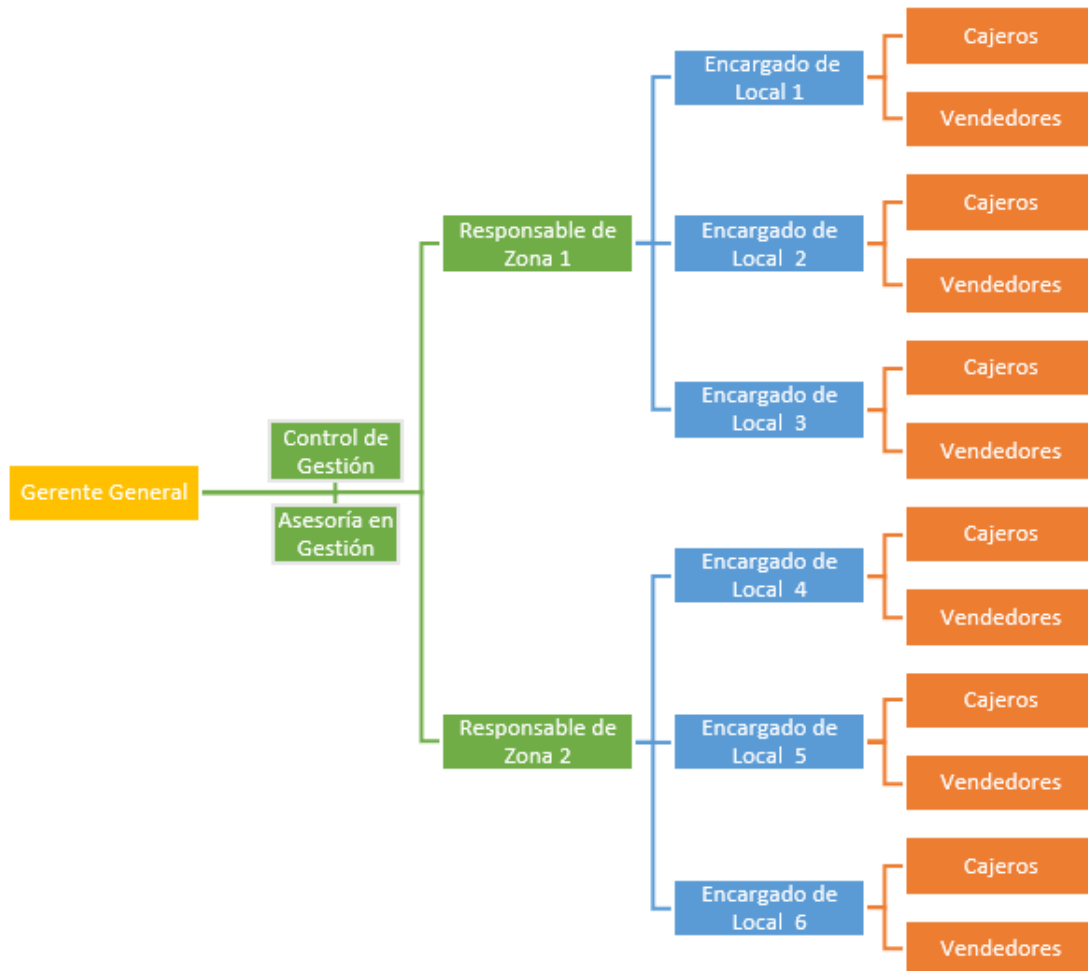 Gerente General
Control de
Gestión
Asesoría en
Gestión
Responsable de
Zona 1
Encargado de
Local 1
Cajeros
Vendedores
Encargado de
Local  2
Cajeros
Vendedores
Encargado de
Local  3
Cajeros
Vendedores
Responsable de
Zona 2
Encargado de
Local  4
Cajeros
Vendedores
Encargado de
Local  5
Cajeros
Vendedores
Encargado de
Local  6
Cajeros
Vendedores